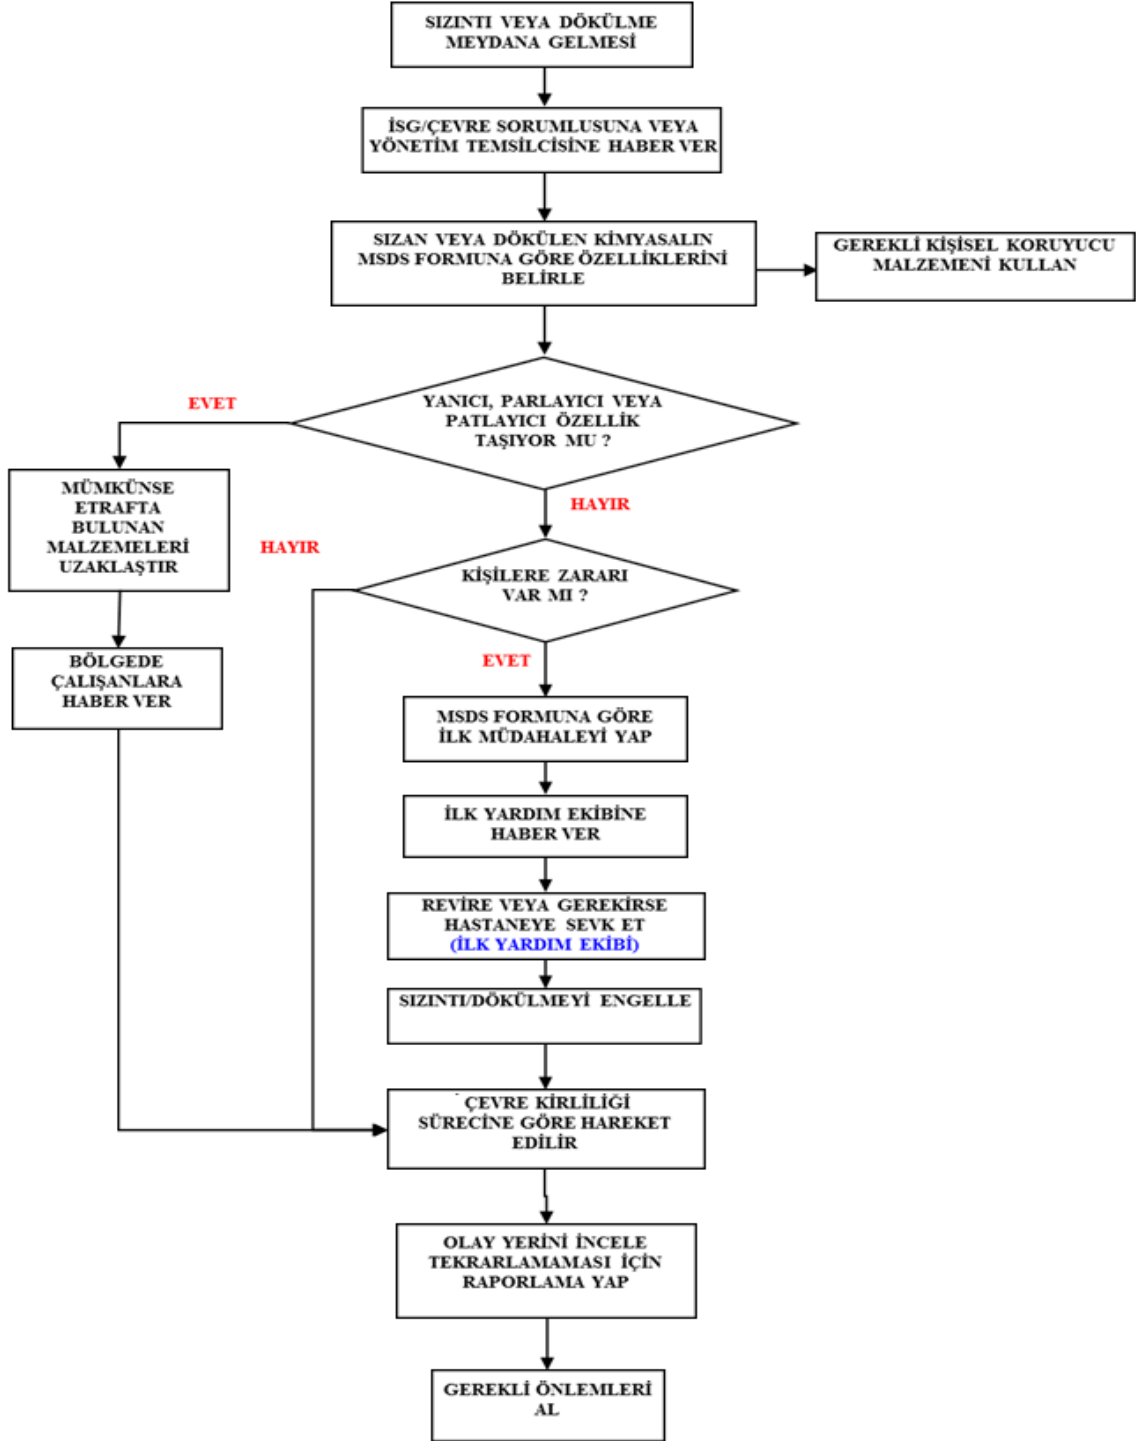 SIZINTI VEYA DÖKÜLME
MEYDANA GELMESİ
İSG/ÇEVRE SORUMLUSUNA VEYA
YÖNETİM TEMSİLCİSİNE HABER VER
SIZAN VEYA DÖKÜLEN KİMYASALIN
MSDS FORMUNA GÖRE ÖZELLİKLERİNİ
BELİRLE
GEREKLİ KİŞİSEL KORUYUCU
MALZEMENİ KULLAN
YANICI, PARLAYICI VEYA
PATLAYICI ÖZELLİK
TAŞIYOR MU ?
EVET
MÜMKÜNSE
ETRAFTA
BULUNAN
MALZEMELERİ
UZAKLAŞTIR
BÖLGEDE
ÇALIŞANLARA
HABER VER
HAYIR
HAYIR
KİŞİLERE ZARARI
VAR MI ?
EVET
MSDS FORMUNA GÖRE
İLK MÜDAHALEYİ YAP
İLK YARDIM EKİBİNE
HABER VER
REVİRE VEYA GEREKİRSE
HASTANEYE SEVK ET
(İLK YARDIM EKİBİ)
SIZINTI/DÖKÜLMEYİ ENGELLE
ÇEVRE KİRLİLİĞİ
SÜRECİNE GÖRE HAREKET
EDİLİR
OLAY YERİNİ İNCELE
TEKRARLAMAMASI İÇİN
RAPORLAMA YAP
GEREKLİ ÖNLEMLERİ
AL